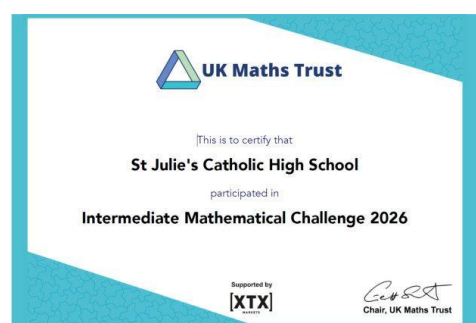 UK Maths Trust
This is to certify that
St Julie's Catholic High School
participated in
Intermediate Mathematical Challenge 2026
Supported by
[XTX]
MARKETS
Chair, UK Maths Trust